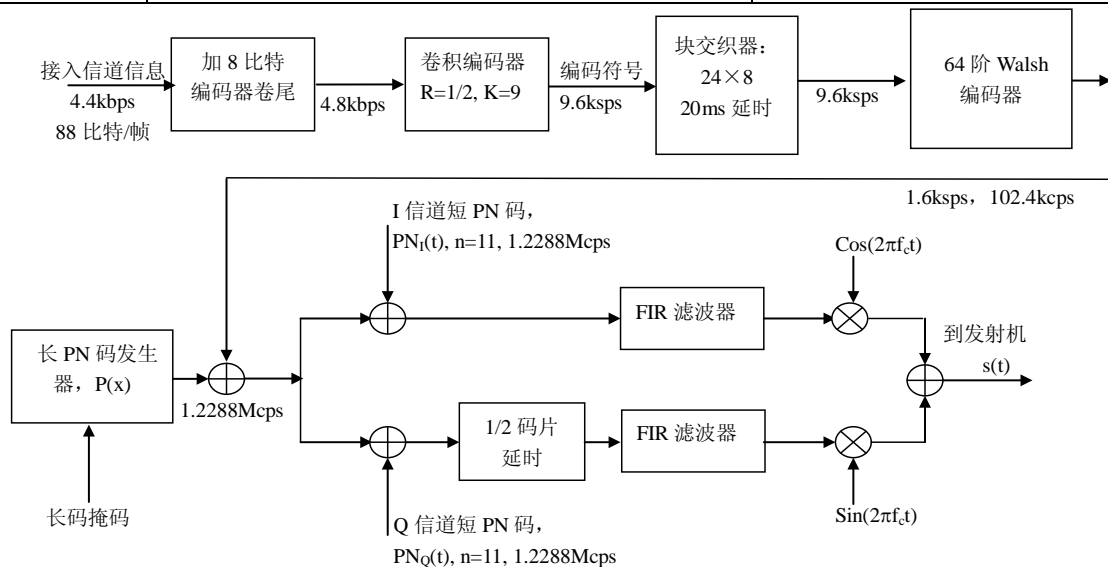 接入信道信息
4.4kbps
88 比特/帧
加 8 比特
编码器卷尾
4.8kbps
卷积编码器
R=1/2, K=9
编码符号
9.6ksps
块交织器：
24×8
20ms 延时
9.6ksps
64 阶 Walsh
编码器
1.6ksps，102.4kcps
I 信道短 PN 码，
PNI(t), n=11, 1.2288Mcps
Cos(2πfct)
FIR 滤波器
长 PN 码发生
器，P(x)
1.2288Mcps
到发射机
s(t)
1/2 码片
延时
FIR 滤波器
长码掩码
Q 信道短 PN 码，
PNQ(t), n=11, 1.2288Mcps
Sin(2πfct)